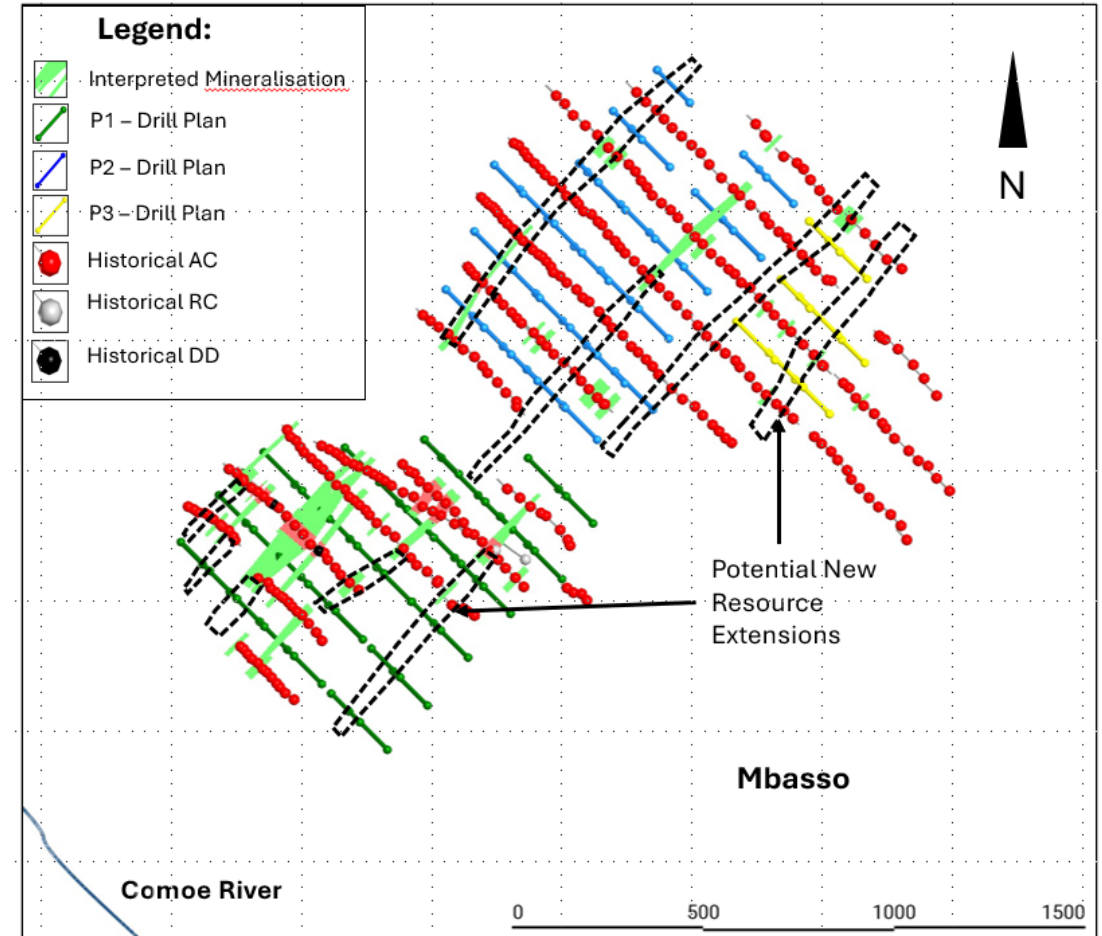 Legend:
Interpreted Mineralisation
P1 – Drill Plan
P2 – Drill Plan
P3 – Drill Plan
Historical AC
Historical RC
Historical DD
N
Potential New
Resource
Extensions
Mbasso
Comoe River
0 500 1000 1500